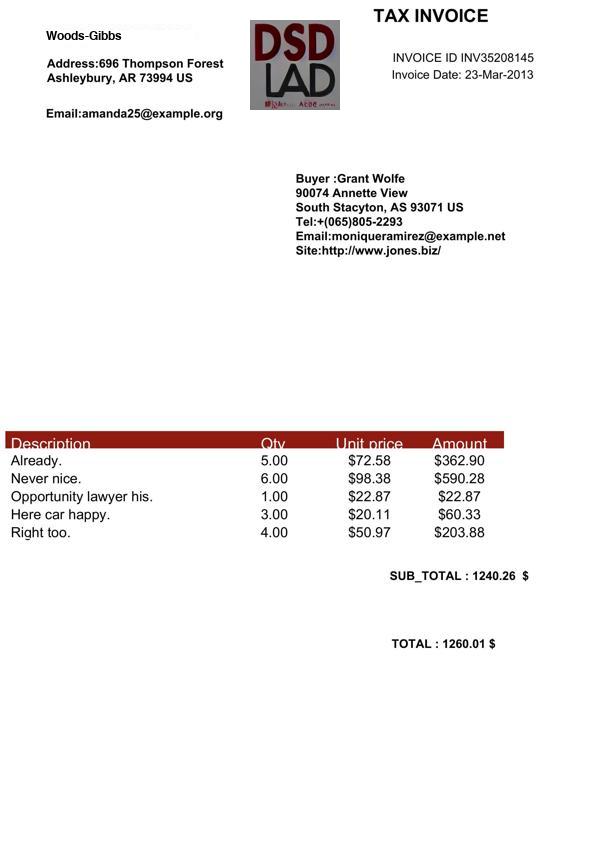 TAX INVOICE
Woods-Gibbs
Address:696 Thompson Forest
Ashleybury, AR 73994 US
Email:amanda25@example.org
DSD
LAD
INVOICE ID INV35208145
Invoice Date: 23-Mar-2013
Buyer :Grant Wolfe
90074 Annette View
South Stacyton, AS 93071 US
Tel:+(065)805-2293
Email:moniqueramirez@example.net
Site:http://www.jones.biz/
Description Qty Unit price Amount
Already. 5.00 $72.58 $362.90
Never nice. 6.00 $98.38 $590.28
Opportunity lawyer his. 1.00 $22.87 $22.87
Here car happy. 3.00 $20.11 $60.33
Right too. 4.00 $50.97 $203.88
SUB_TOTAL : 1240.26 $
TOTAL : 1260.01 $